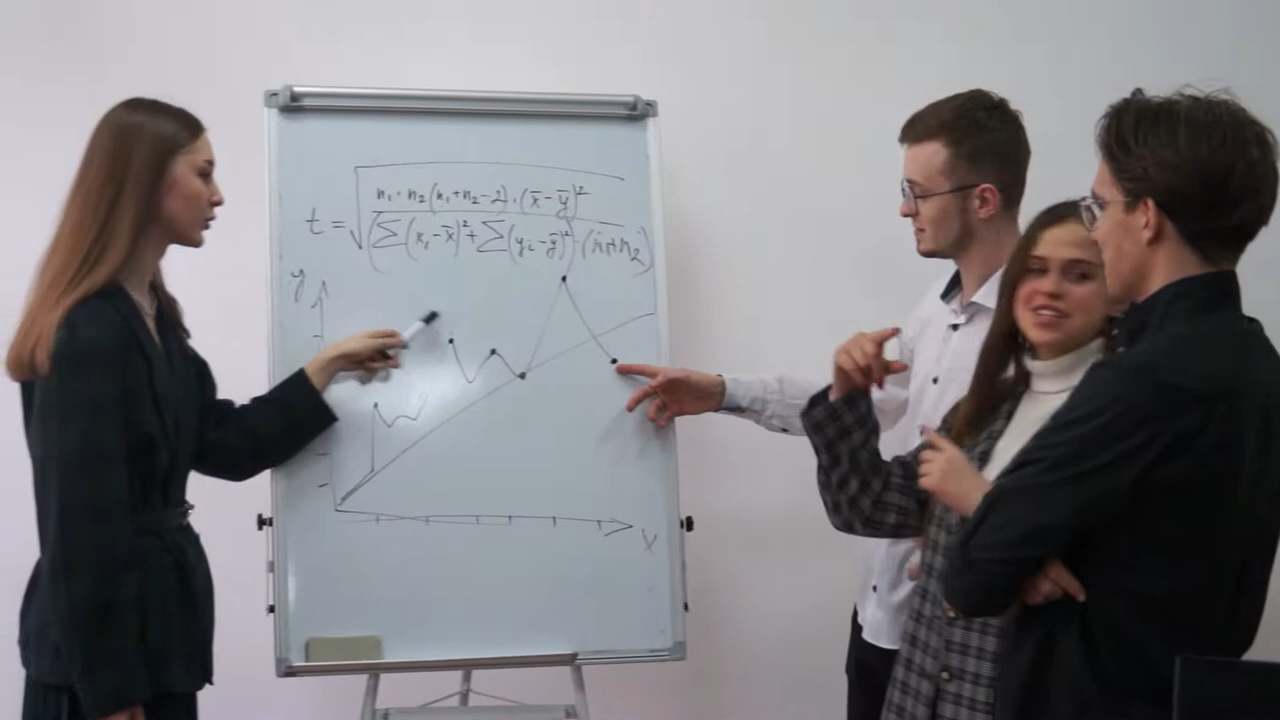 n₁ · n₂ (n₁+n₂-2) · (x̄-ȳ)²
t = √
(∑(xᵢ-x̄)²+∑(yᵢ-ȳ)²)·(n₁+n₂)
y
x